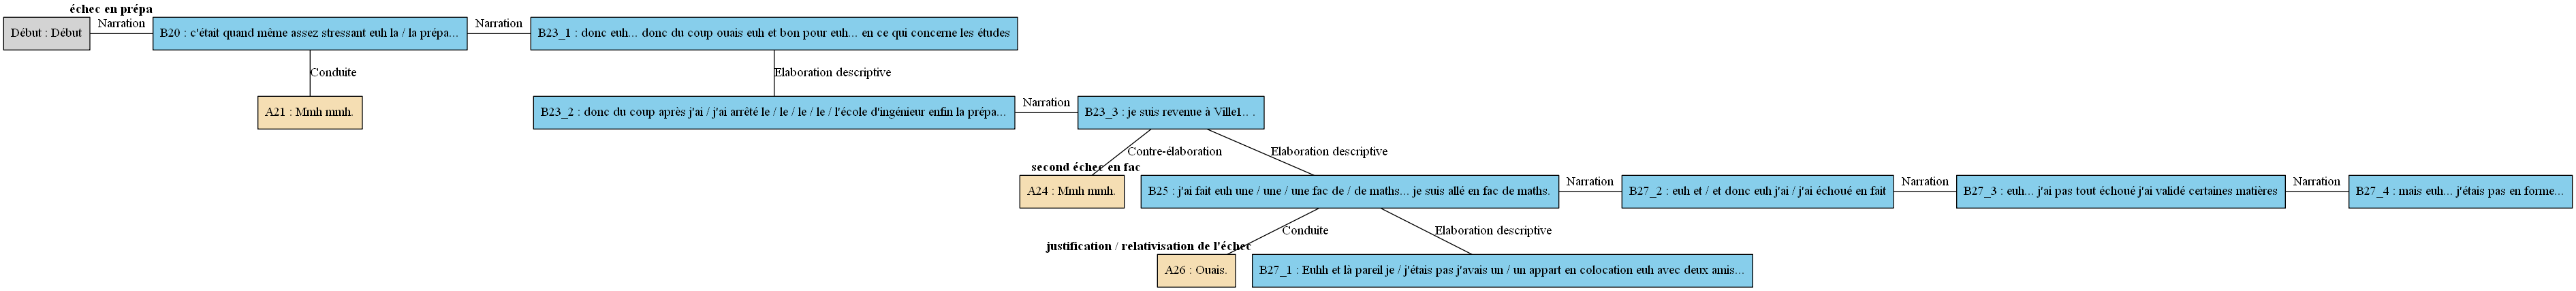 échec en prépa
Narration
Narration
Début : Début
B20 : c'était quand même assez stressant euh la / la prépa...
B23_1 : donc euh... donc du coup ouais euh et bon pour euh... en ce qui concerne les études
Conduite
Elaboration descriptive
A21 : Mmh mmh.
B23_2 : donc du coup après j'ai / j'ai arrêté le / le / le / le / l'école d'ingénieur enfin la prépa...
Narration
B23_3 : je suis revenue à Ville1.. .
Contre-élaboration
Elaboration descriptive
second échec en fac
A24 : Mmh mmh.
B25 : j'ai fait euh une / une / une fac de / de maths... je suis allé en fac de maths.
Narration
B27_2 : euh et / et donc euh j'ai / j'ai échoué en fait
Narration
B27_3 : euh... j'ai pas tout échoué j'ai validé certaines matières
Narration
B27_4 : mais euh... j'étais pas en forme...
Conduite
Elaboration descriptive
justification / relativisation de l'échec
A26 : Ouais.
B27_1 : Euhh et là pareil je / j'étais pas j'avais un / un appart en colocation euh avec deux amis...